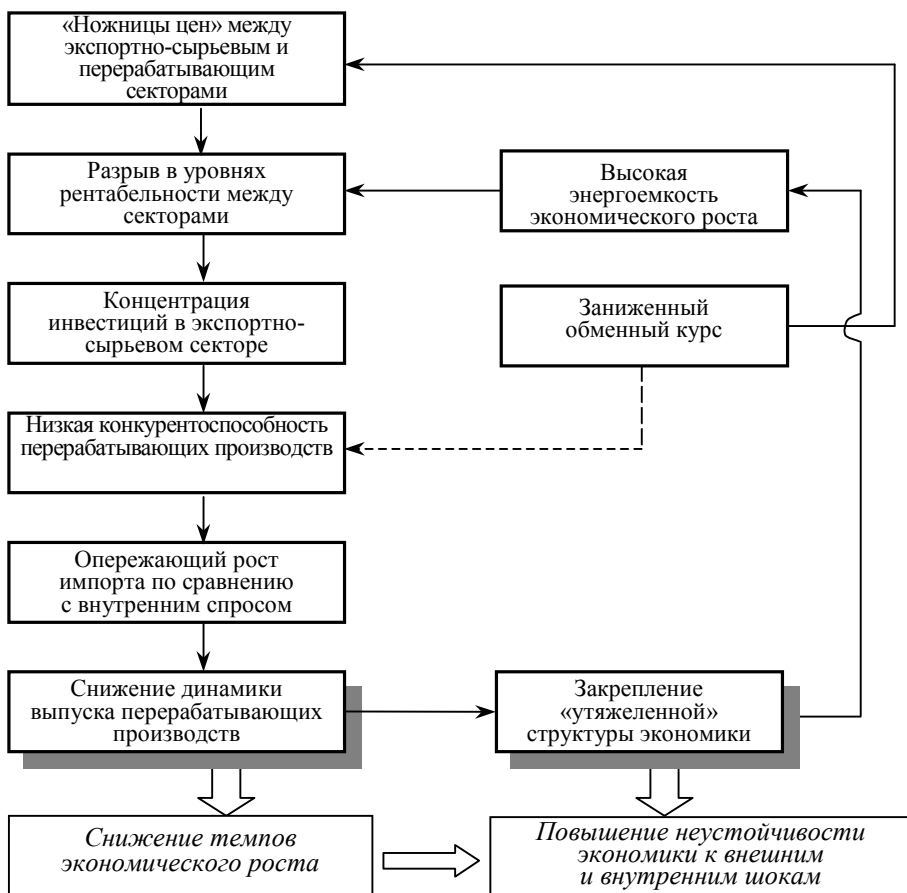 «Ножницы цен» между
экспортно-сырьевым и
перерабатывающим
секторами
Разрыв в уровнях
рентабельности между
секторами
Высокая
энергоемкость
экономического роста
Концентрация
инвестиций в экспортно-
сырьевом секторе
Заниженный
обменный курс
Низкая конкурентоспособность
перерабатывающих производств
Опережающий рост
импорта по сравнению
с внутренним спросом
Снижение динамики
выпуска перерабатывающих
производств
Закрепление
«утяжеленной»
структуры экономики
Снижение темпов
экономического роста
Повышение неустойчивости
экономики к внешним
и внутренним шокам